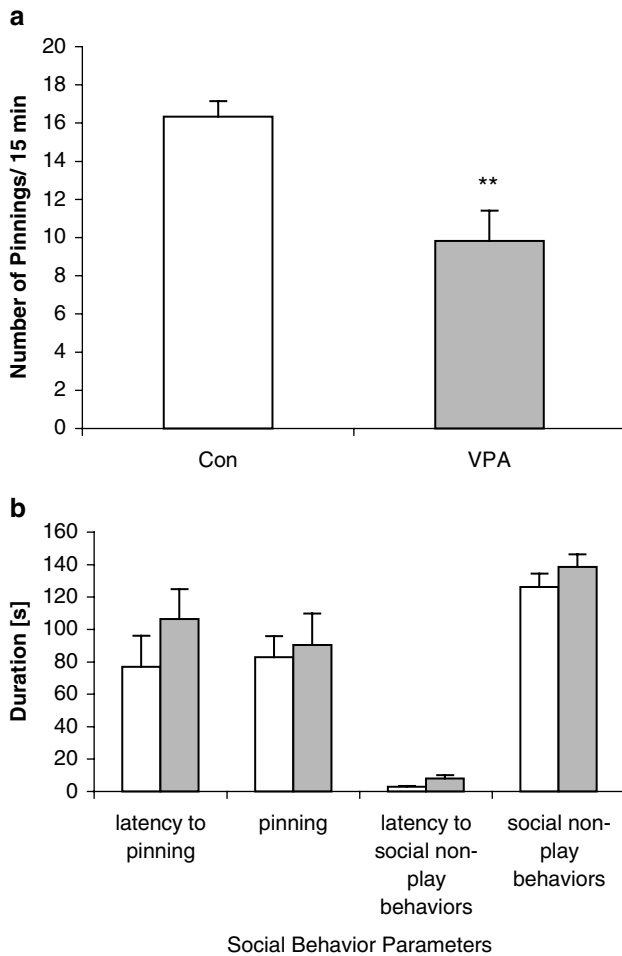 a
Number of Pinnings/ 15 min
20
18
16
14
12
10
8
6
4
2
0
**
Con VPA
b
Duration [s]
160
140
120
100
80
60
40
20
0
latency to pinning latency to social non-
pinning social non- play
play behaviors
behaviors
Social Behavior Parameters